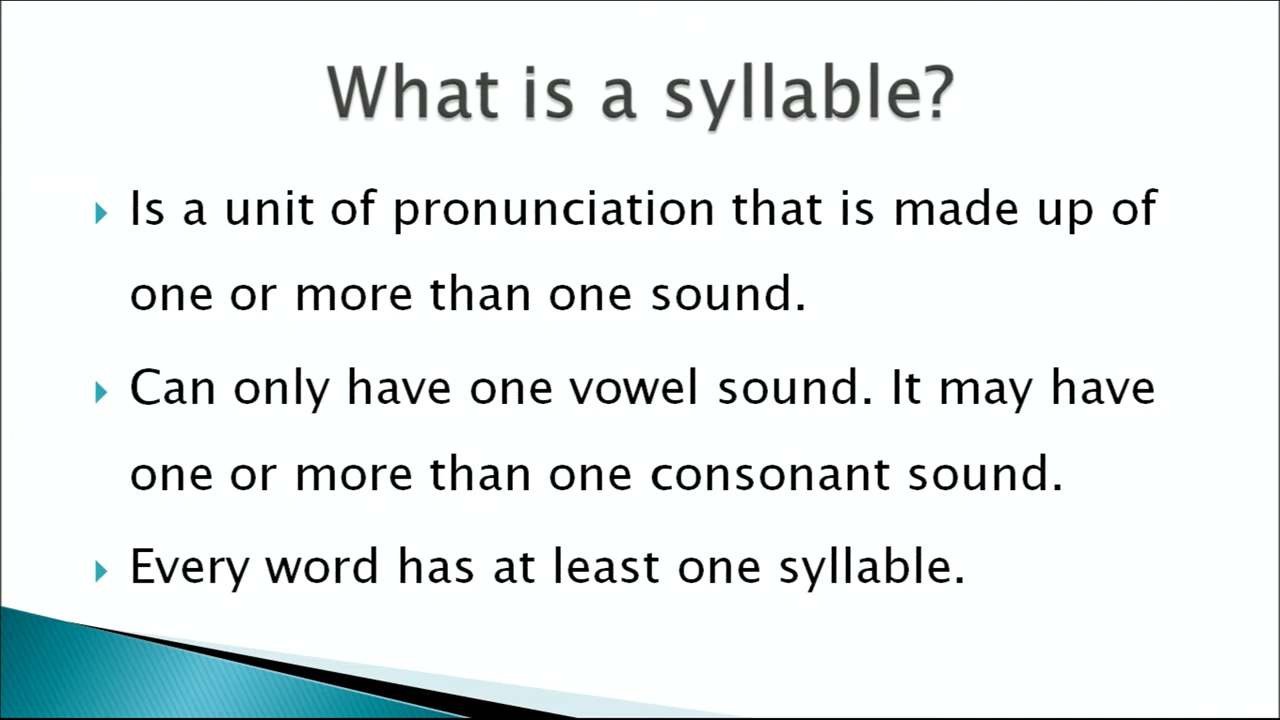 What is a syllable?
Is a unit of pronunciation that is made up of
one or more than one sound.
Can only have one vowel sound. It may have
one or more than one consonant sound.
Every word has at least one syllable.